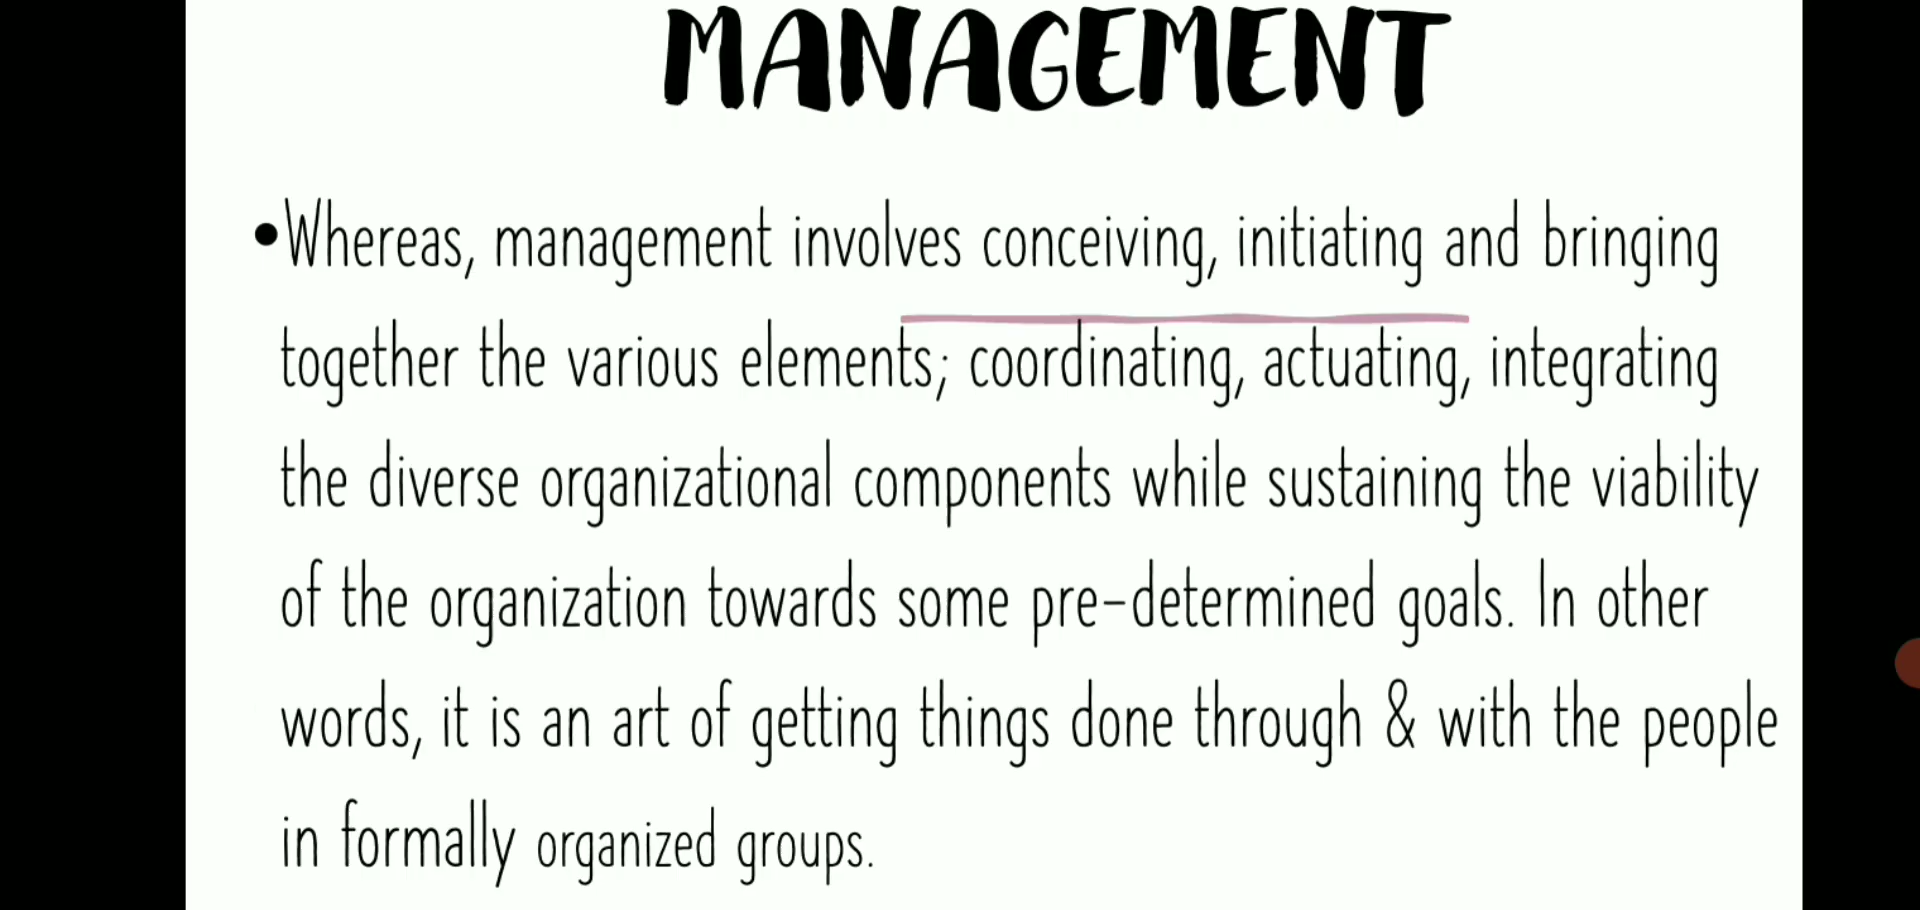 MANAGEMENT
•Whereas, management involves conceiving, initiating and bringing
together the various elements; coordinating, actuating, integrating
the diverse organizational components while sustaining the viability
of the organization towards some pre-determined goals. In other
words, it is an art of getting things done through & with the people
in formally organized groups.